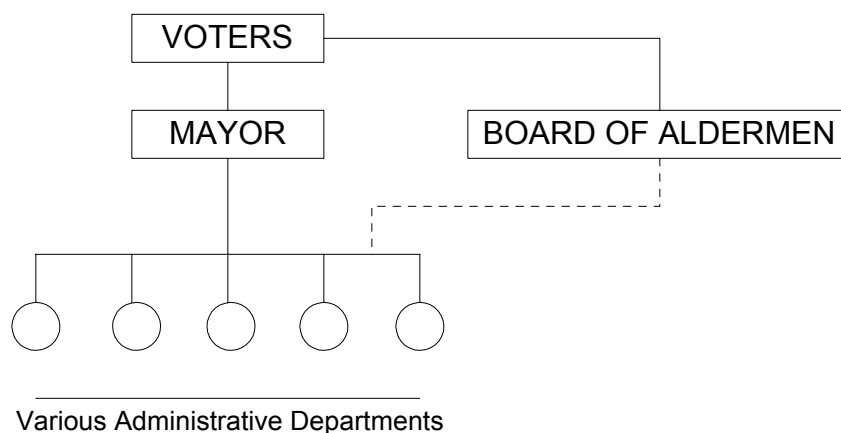 VOTERS
MAYOR
BOARD OF ALDERMEN
Various Administrative Departments